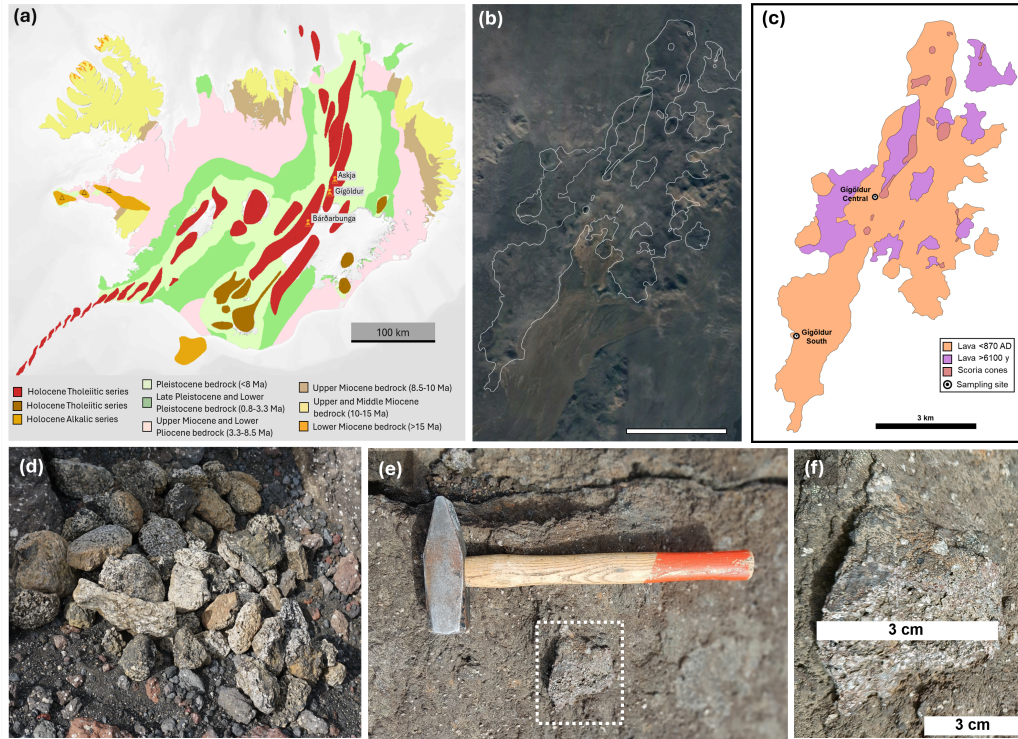 (a)
Askja
Gígöldur
Bárðarbunga
100 km
Holocene Tholeiitic series
Holocene Tholeiitic series
Holocene Alkalic series
Pleistocene bedrock (<8 Ma)
Late Pleistocene and Lower
Pleistocene bedrock (0.8-3.3 Ma)
Upper Miocene and Lower
Pliocene bedrock (3.3-8.5 Ma)
Upper Miocene bedrock (8.5-10 Ma)
Upper and Middle Miocene
bedrock (10-15 Ma)
Lower Miocene bedrock (>15 Ma)
(b)
(c)
Gígöldur
Central
Gígöldur
South
Lava <870 AD
Lava >6100 y
Scoria cones
Sampling site
3 km
(d)
(e)
(f)
3 cm
3 cm